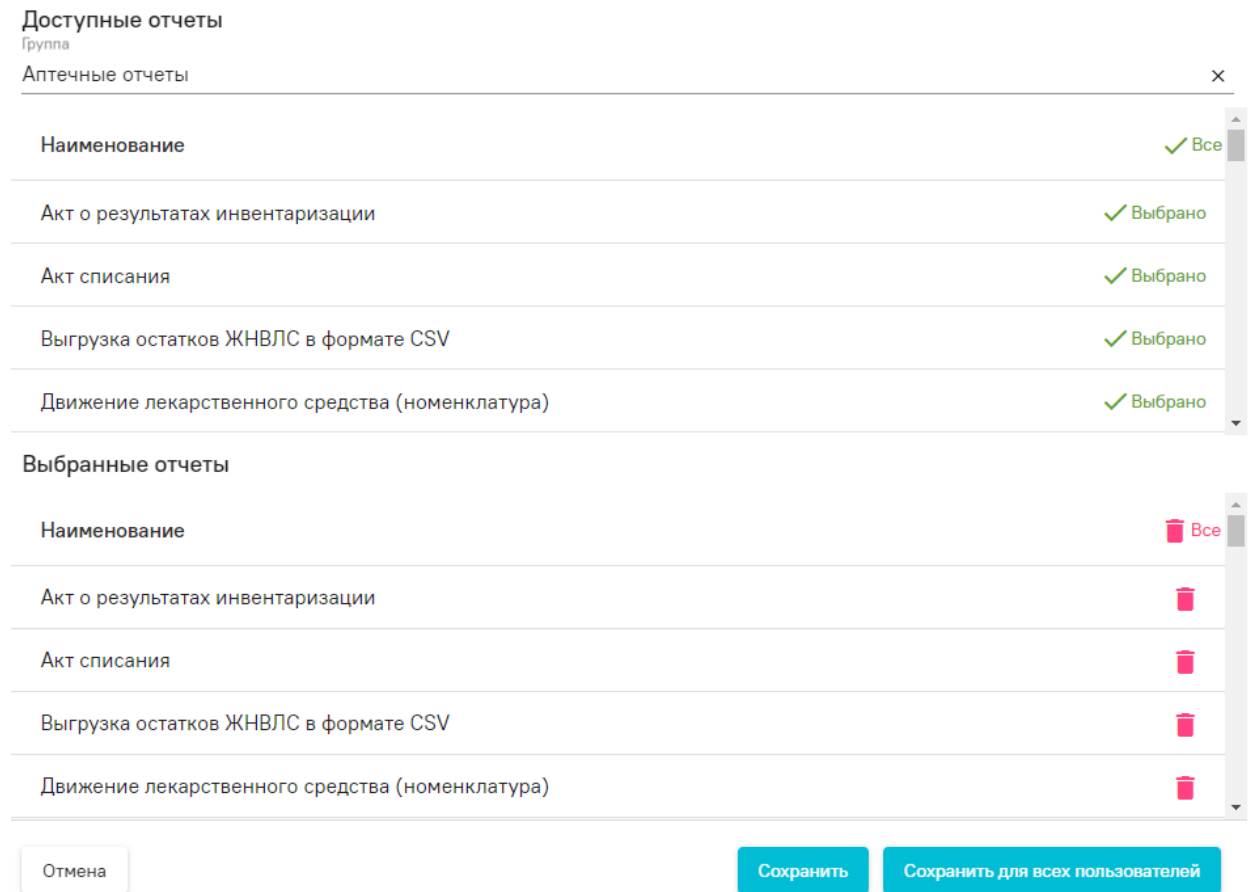 Доступные отчеты
Группа
Аптечные отчеты
Наименование Все
Акт о результатах инвентаризации Выбрано
Акт списания Выбрано
Выгрузка остатков ЖНВЛС в формате CSV Выбрано
Движение лекарственного средства (номенклатура) Выбрано
Выбранные отчеты
Наименование Все
Акт о результатах инвентаризации
Акт списания
Выгрузка остатков ЖНВЛС в формате CSV
Движение лекарственного средства (номенклатура)
Отмена Сохранить Сохранить для всех пользователей